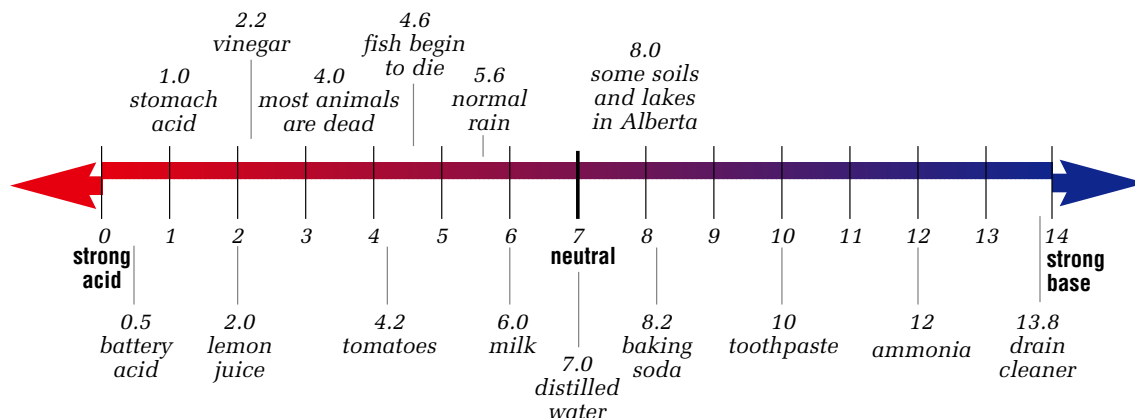 2.2
vinegar
4.6
fish begin
to die
8.0
some soils
and lakes
in Alberta
1.0
stomach
acid
4.0
most animals
are dead
5.6
normal
rain
0 1 2 3 4 5 6 7 8 9 10 11 12 13 14
strong
acid
neutral
strong
base
0.5
battery
acid
2.0
lemon
juice
4.2
tomatoes
6.0
milk
7.0
distilled
water
8.2
baking
soda
10
toothpaste
12
ammonia
13.8
drain
cleaner